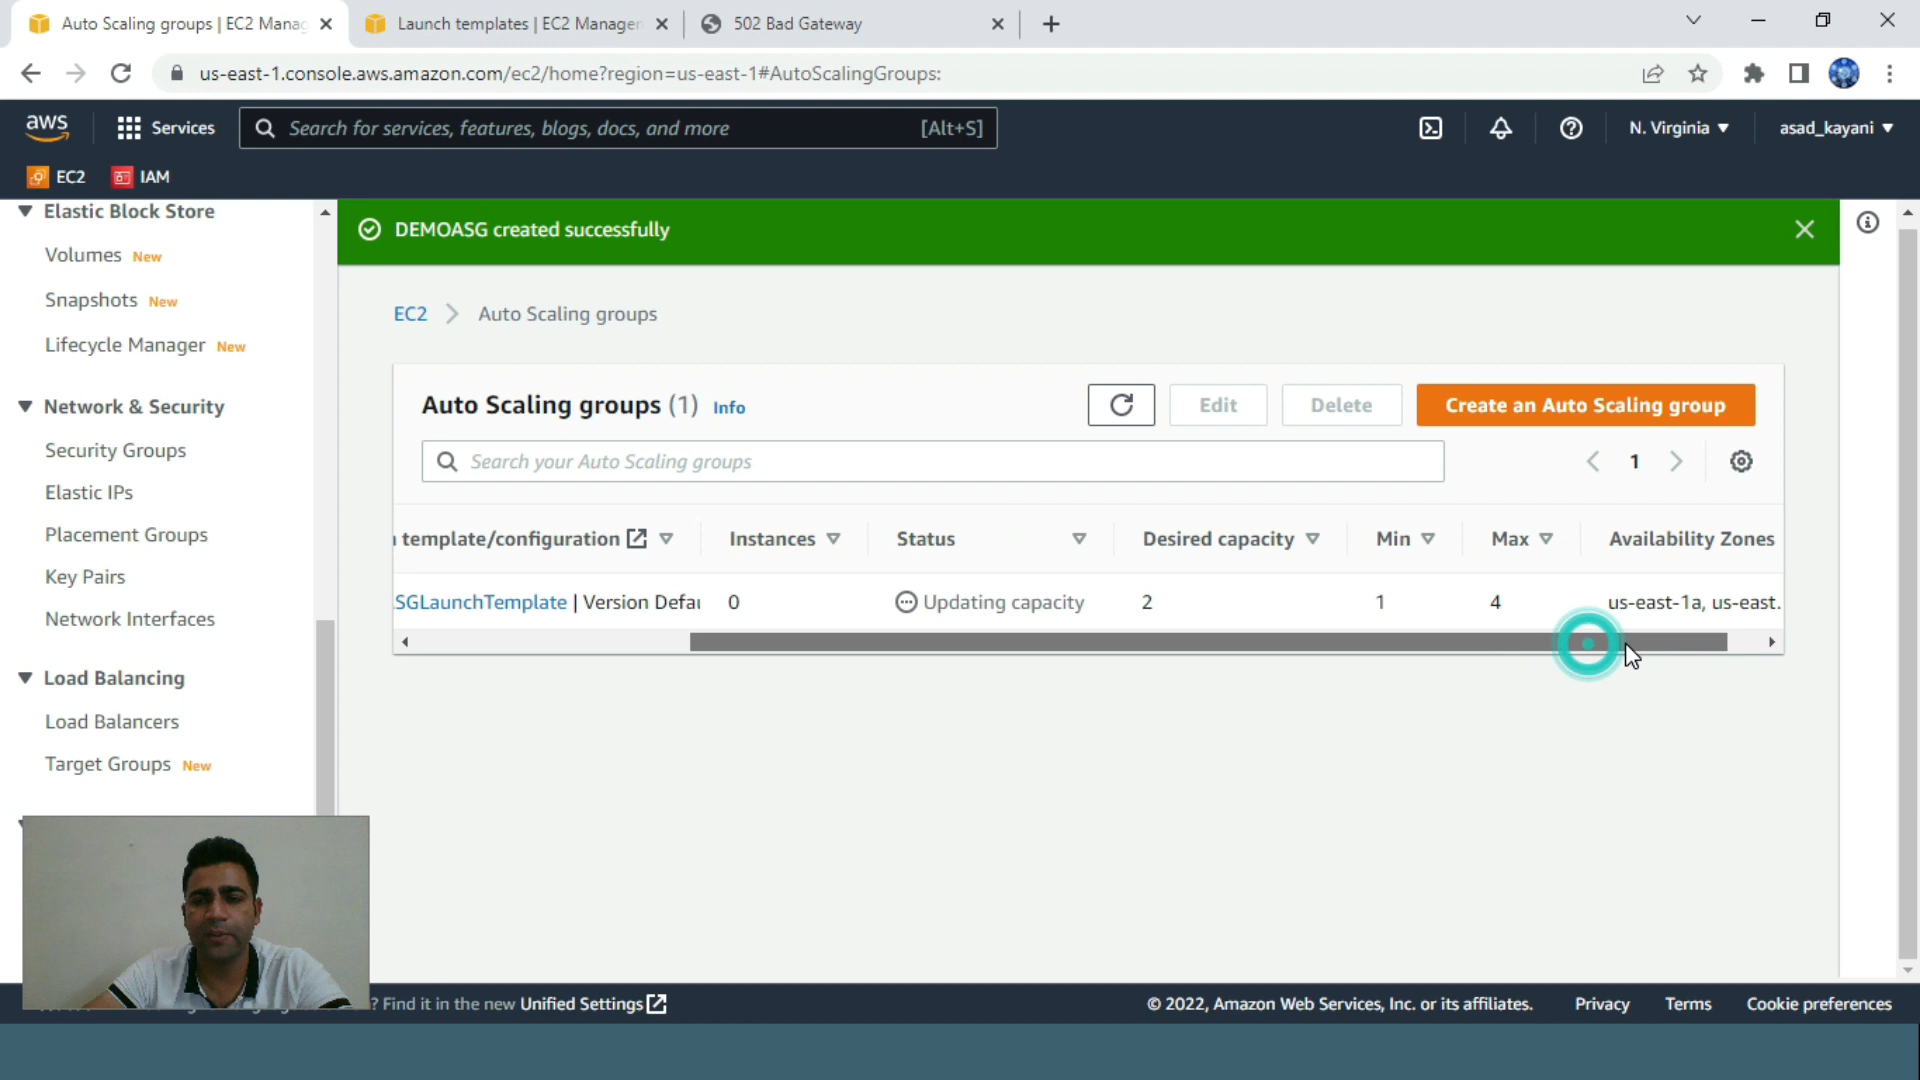 Auto Scaling groups | EC2 Manag
Launch templates | EC2 Managem
502 Bad Gateway
us-east-1.console.aws.amazon.com/ec2/home?region=us-east-1#AutoScalingGroups:
aws
Services
Search for services, features, blogs, docs, and more
[Alt+S]
N. Virginia
asad_kayani
EC2
IAM
Elastic Block Store
Volumes New
Snapshots New
Lifecycle Manager New
Network & Security
Security Groups
Elastic IPs
Placement Groups
Key Pairs
Network Interfaces
Load Balancing
Load Balancers
Target Groups New
DEMOASG created successfully
EC2 > Auto Scaling groups
Auto Scaling groups (1) Info
Edit
Delete
Create an Auto Scaling group
Search your Auto Scaling groups
1
template/configuration
Instances
Status
Desired capacity
Min
Max
Availability Zones
SGLaunchTemplate | Version Defau
0
Updating capacity
2
1
4
us-east-1a, us-east.
? Find it in the new Unified Settings
© 2022, Amazon Web Services, Inc. or its affiliates.
Privacy
Terms
Cookie preferences